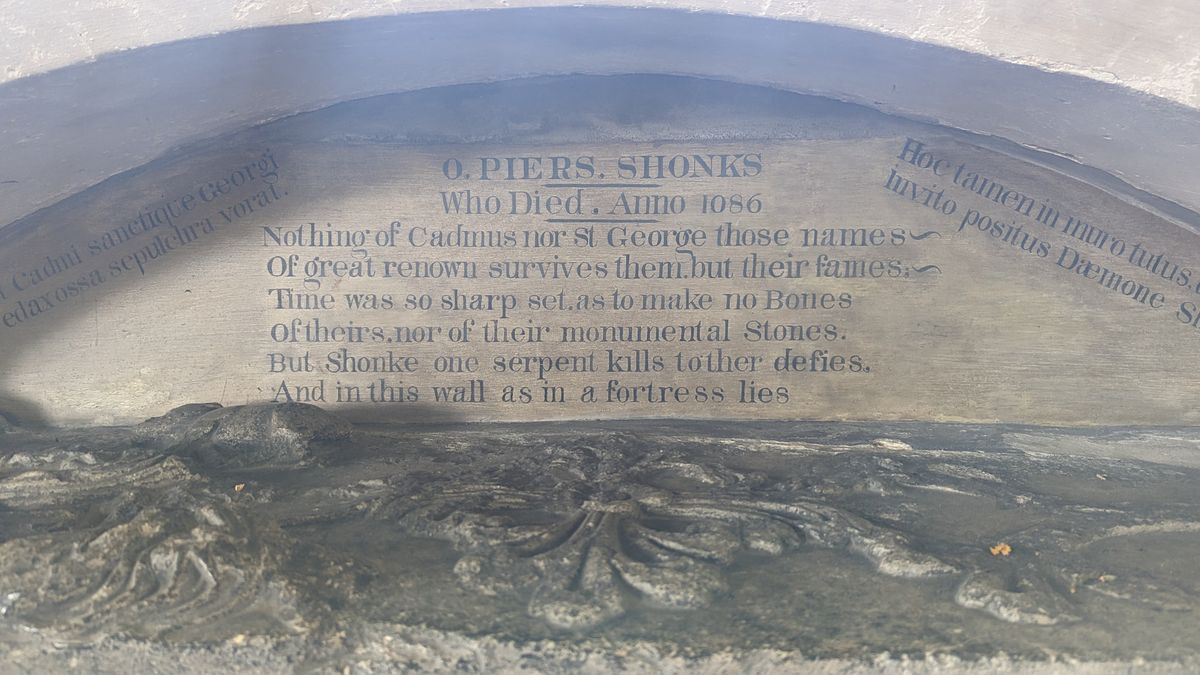 Cadmi sanctique Georgi
edaxossa sepulchra vorat.
O. PIERS. SHONKS
Who Died. Anno 1086
Nothing of Cadmus nor St George those names~
Of great renown survives them. but their fames:~
Time was so sharp set. as to make no Bones
Of theirs. nor of their monumental Stones.
But Shonke one serpent kills to'ther defies.
And in this wall as in a fortress lies
Hoc tamen in muro tutus.
Invito positus Dæmone